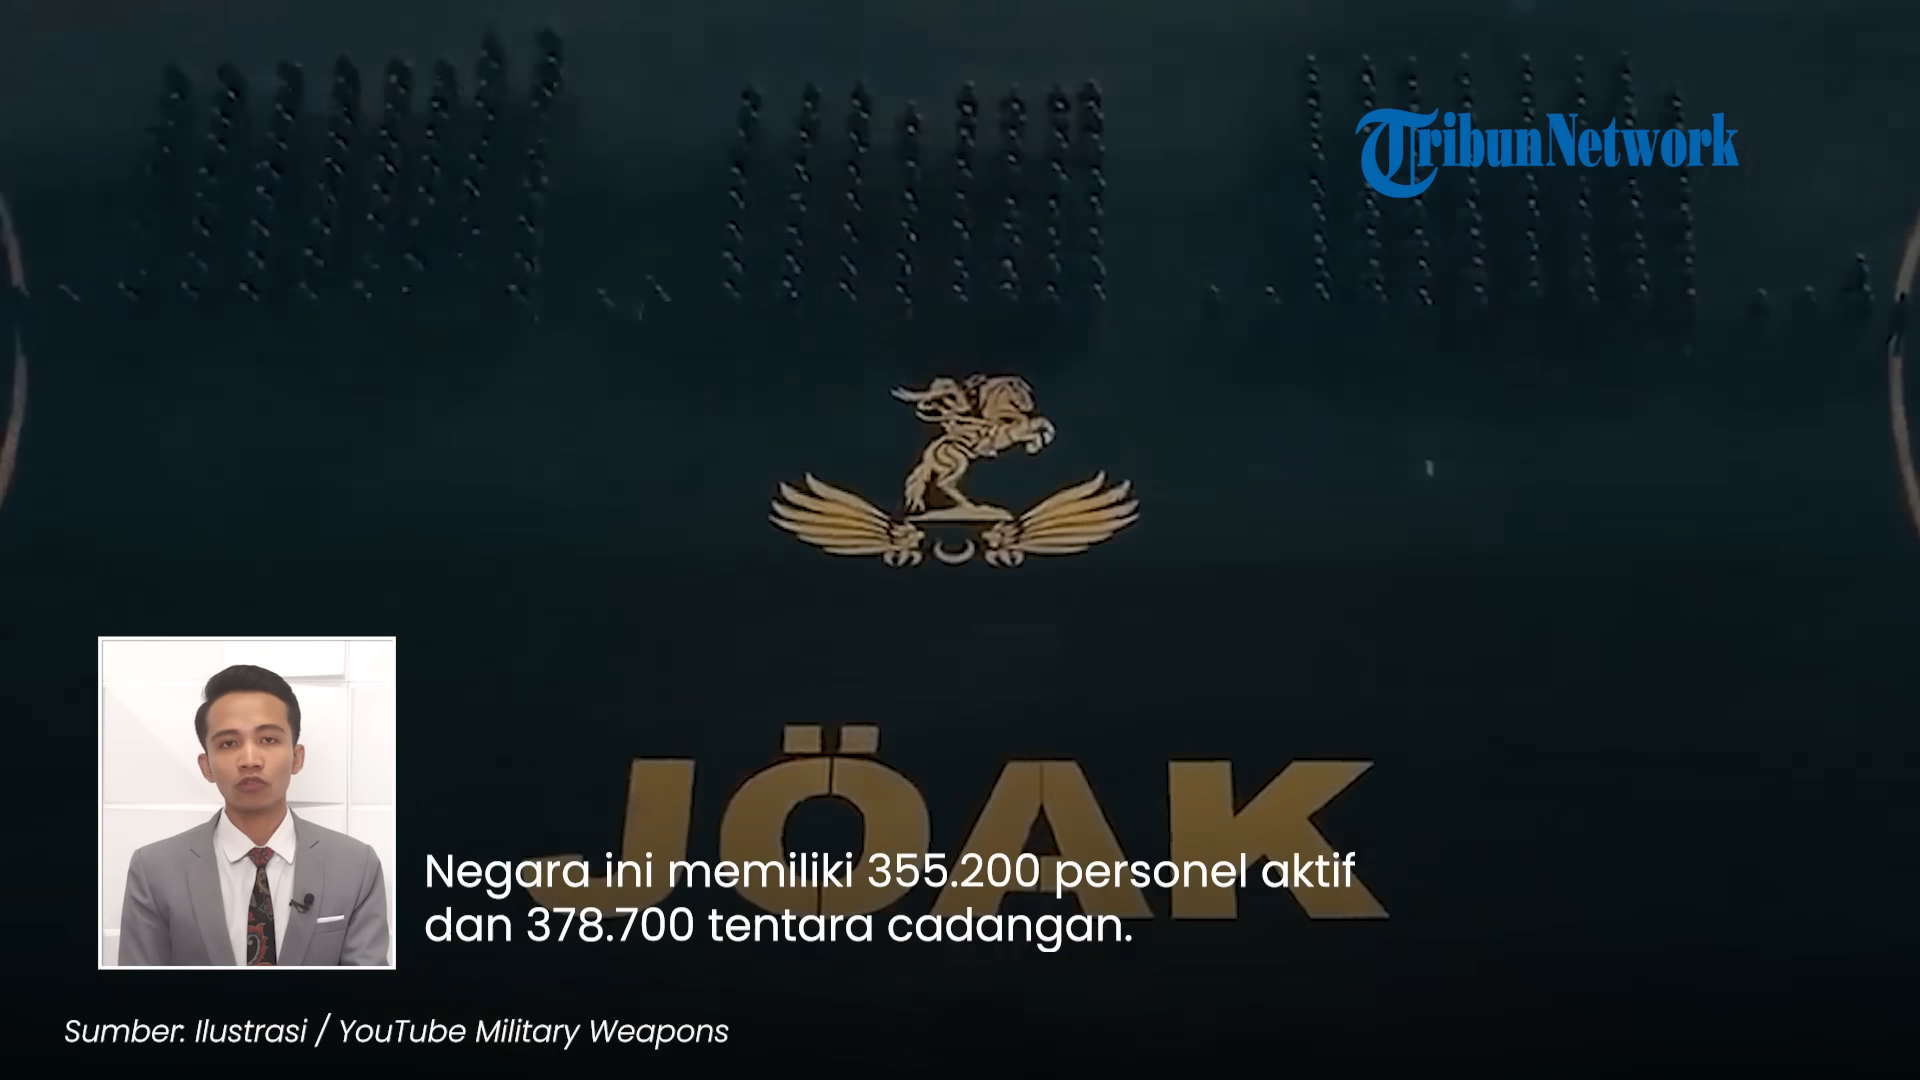 TribunNetwork
JÖAK
Negara ini memiliki 355.200 personel aktif
dan 378.700 tentara cadangan.
Sumber: Ilustrasi / YouTube Military Weapons